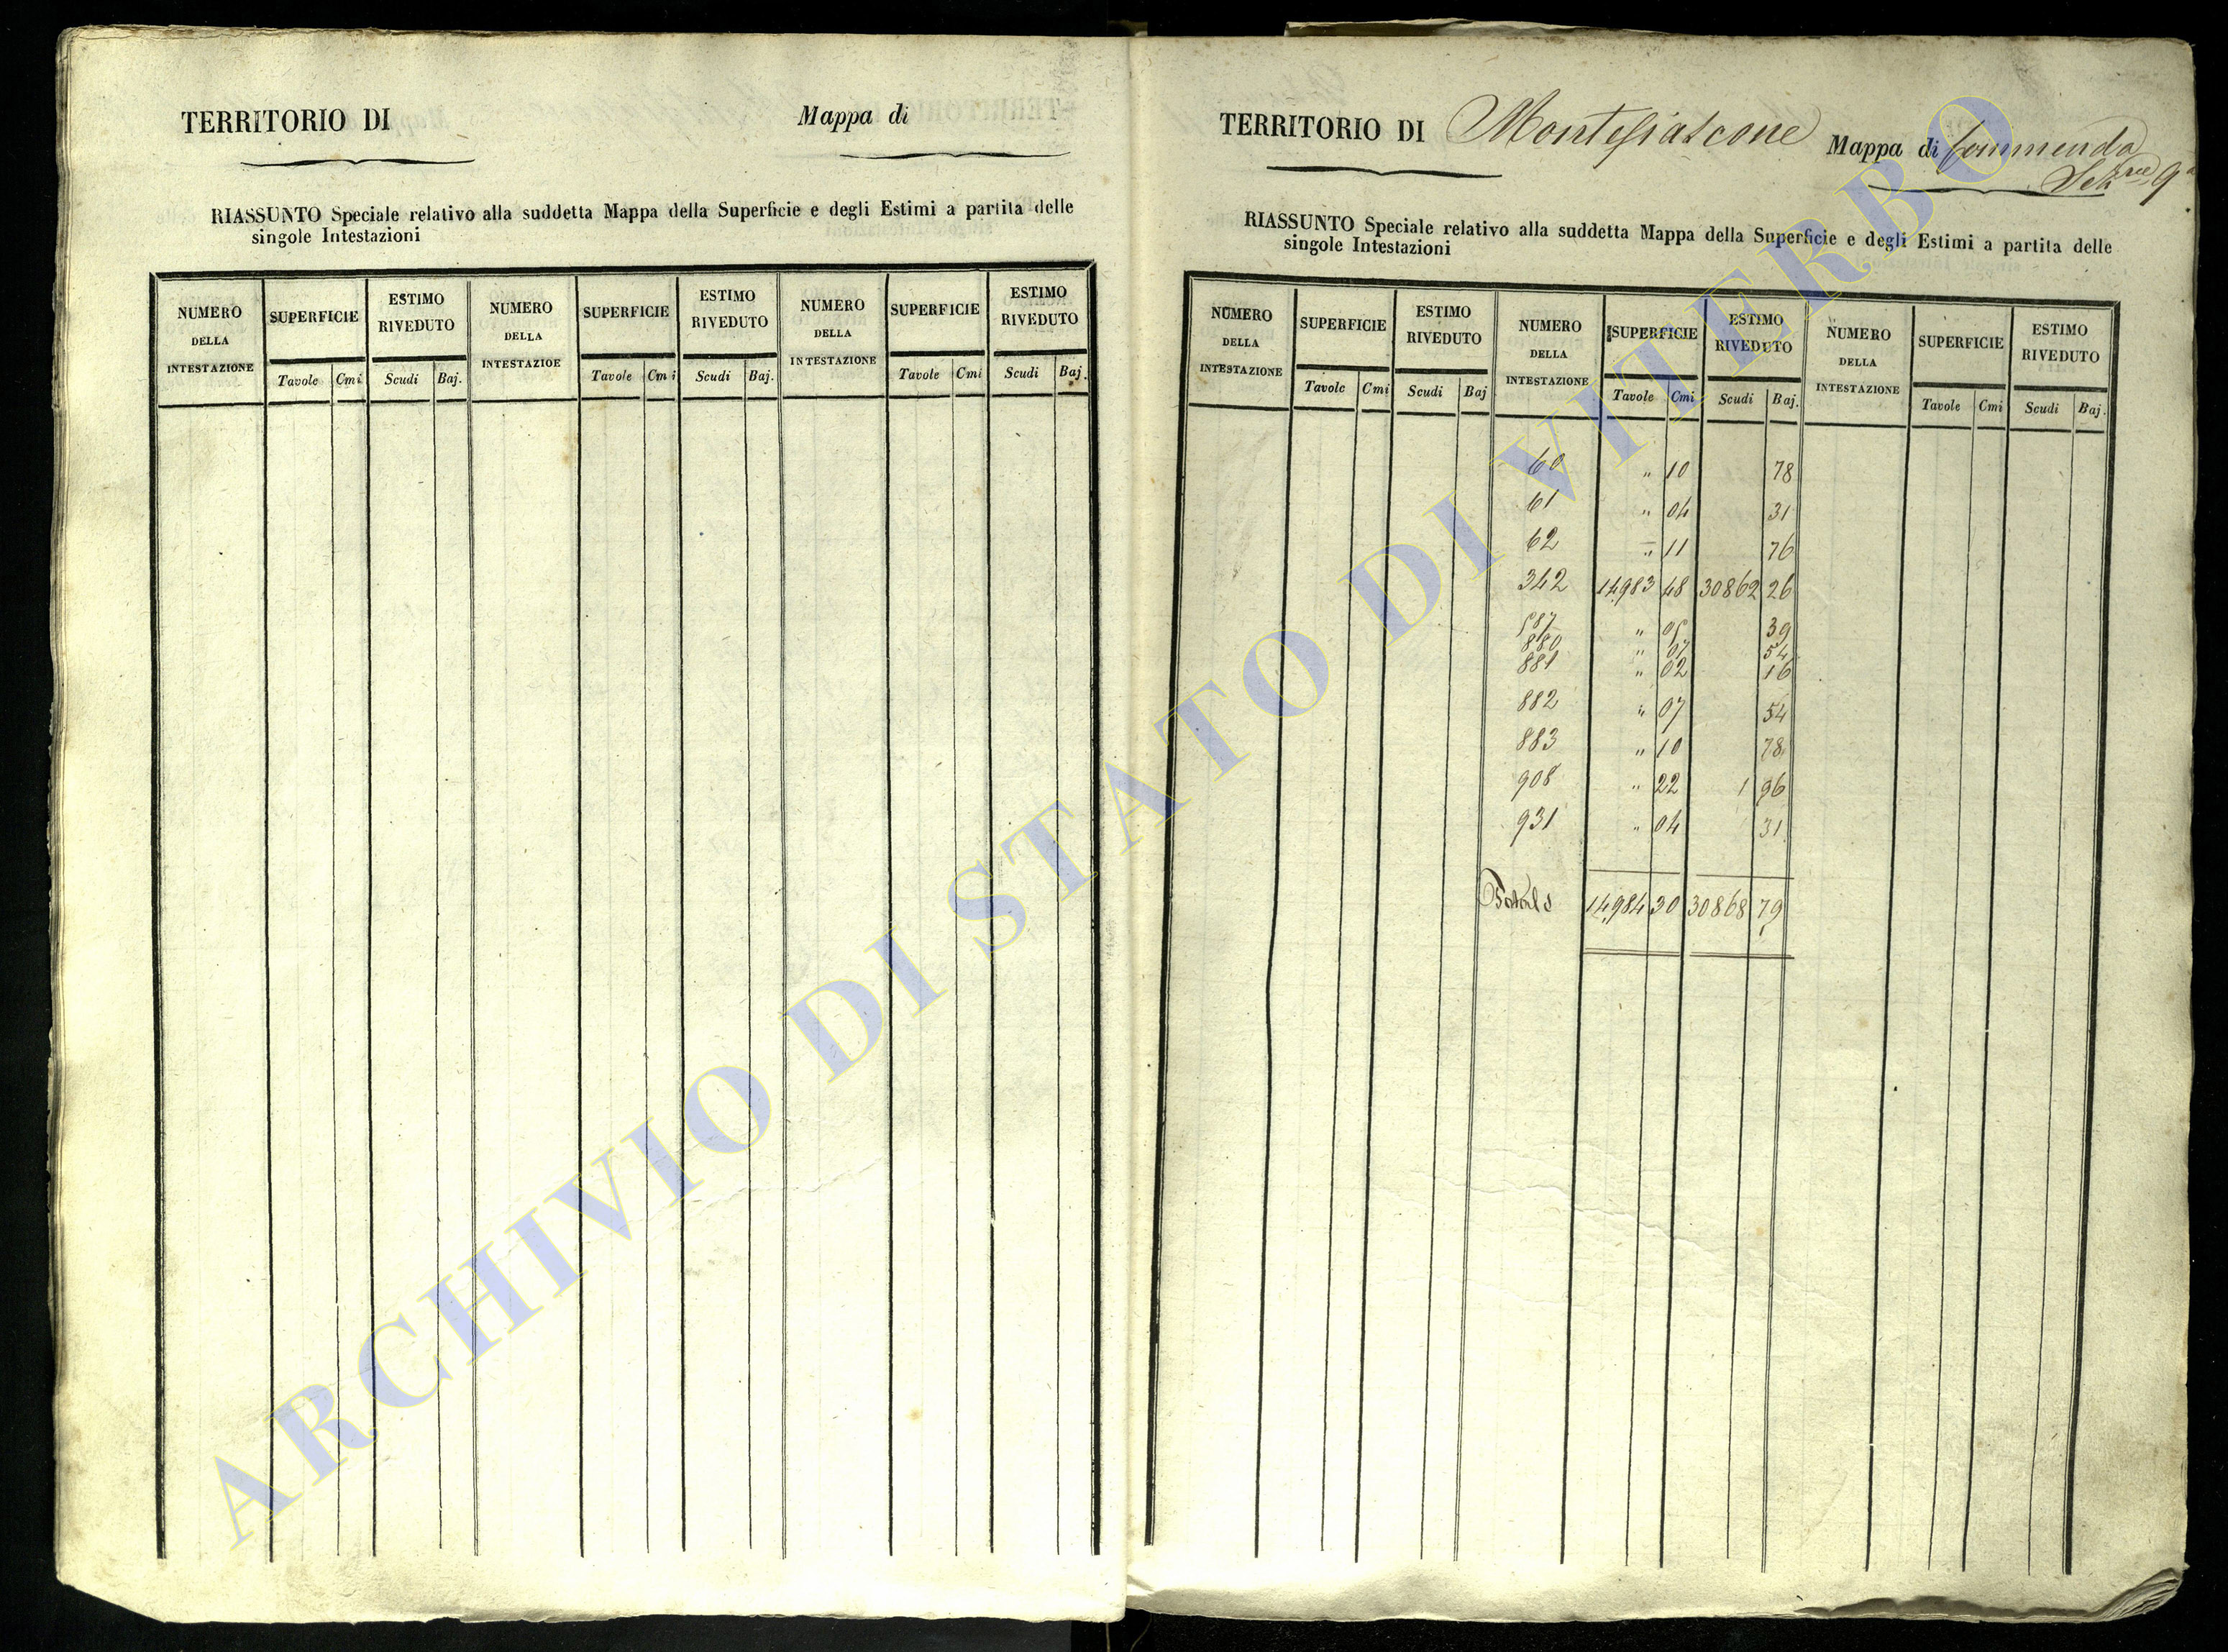 TERRITORIO DI Mappa di
RIASSUNTO Speciale relativo alla suddetta Mappa della Superficie e degli Estimi a partita delle
singole Intestazioni
NUMERO DELLA INTESTAZIONE SUPERFICIE ESTIMO RIVEDUTO NUMERO DELLA INTESTAZIOE SUPERFICIE ESTIMO RIVEDUTO NUMERO DELLA INTESTAZIONE SUPERFICIE ESTIMO RIVEDUTO
Tavole Cmi Scudi Baj. Tavole Cmi Scudi Baj. Tavole Cmi Scudi Baj.
TERRITORIO DI Montefiascone Mappa di Commenda
Sez.ne 9a
RIASSUNTO Speciale relativo alla suddetta Mappa della Superficie e degli Estimi a partita delle
singole Intestazioni
NUMERO DELLA INTESTAZIONE SUPERFICIE ESTIMO RIVEDUTO NUMERO DELLA INTESTAZIONE SUPERFICIE ESTIMO RIVEDUTO NUMERO DELLA INTESTAZIONE SUPERFICIE ESTIMO RIVEDUTO
Tavole Cmi Scudi Baj Tavole Cmi Scudi Baj. Tavole Cmi Scudi Baj.
60 " 10 78
61 " 04 31
62 " 11 76
342 14983 48 30862 26
587 " 05 39
880 " 07 54
881 " 02 16
882 " 07 54
883 " 10 78
908 " 22 1 96
931 " 04 31
Totale 14984 30 30868 79
ARCHIVIO DI STATO DI VITERBO